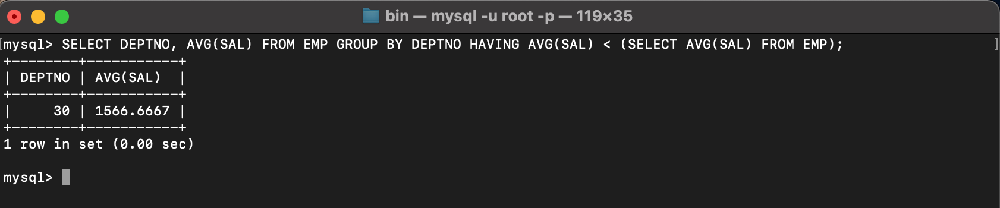 bin — mysql -u root -p — 119×35
[mysql> SELECT DEPTNO, AVG(SAL) FROM EMP GROUP BY DEPTNO HAVING AVG(SAL) < (SELECT AVG(SAL) FROM EMP); ]
+--------+-----------+
| DEPTNO | AVG(SAL)  |
+--------+-----------+
|     30 | 1566.6667 |
+--------+-----------+
1 row in set (0.00 sec)
mysql>